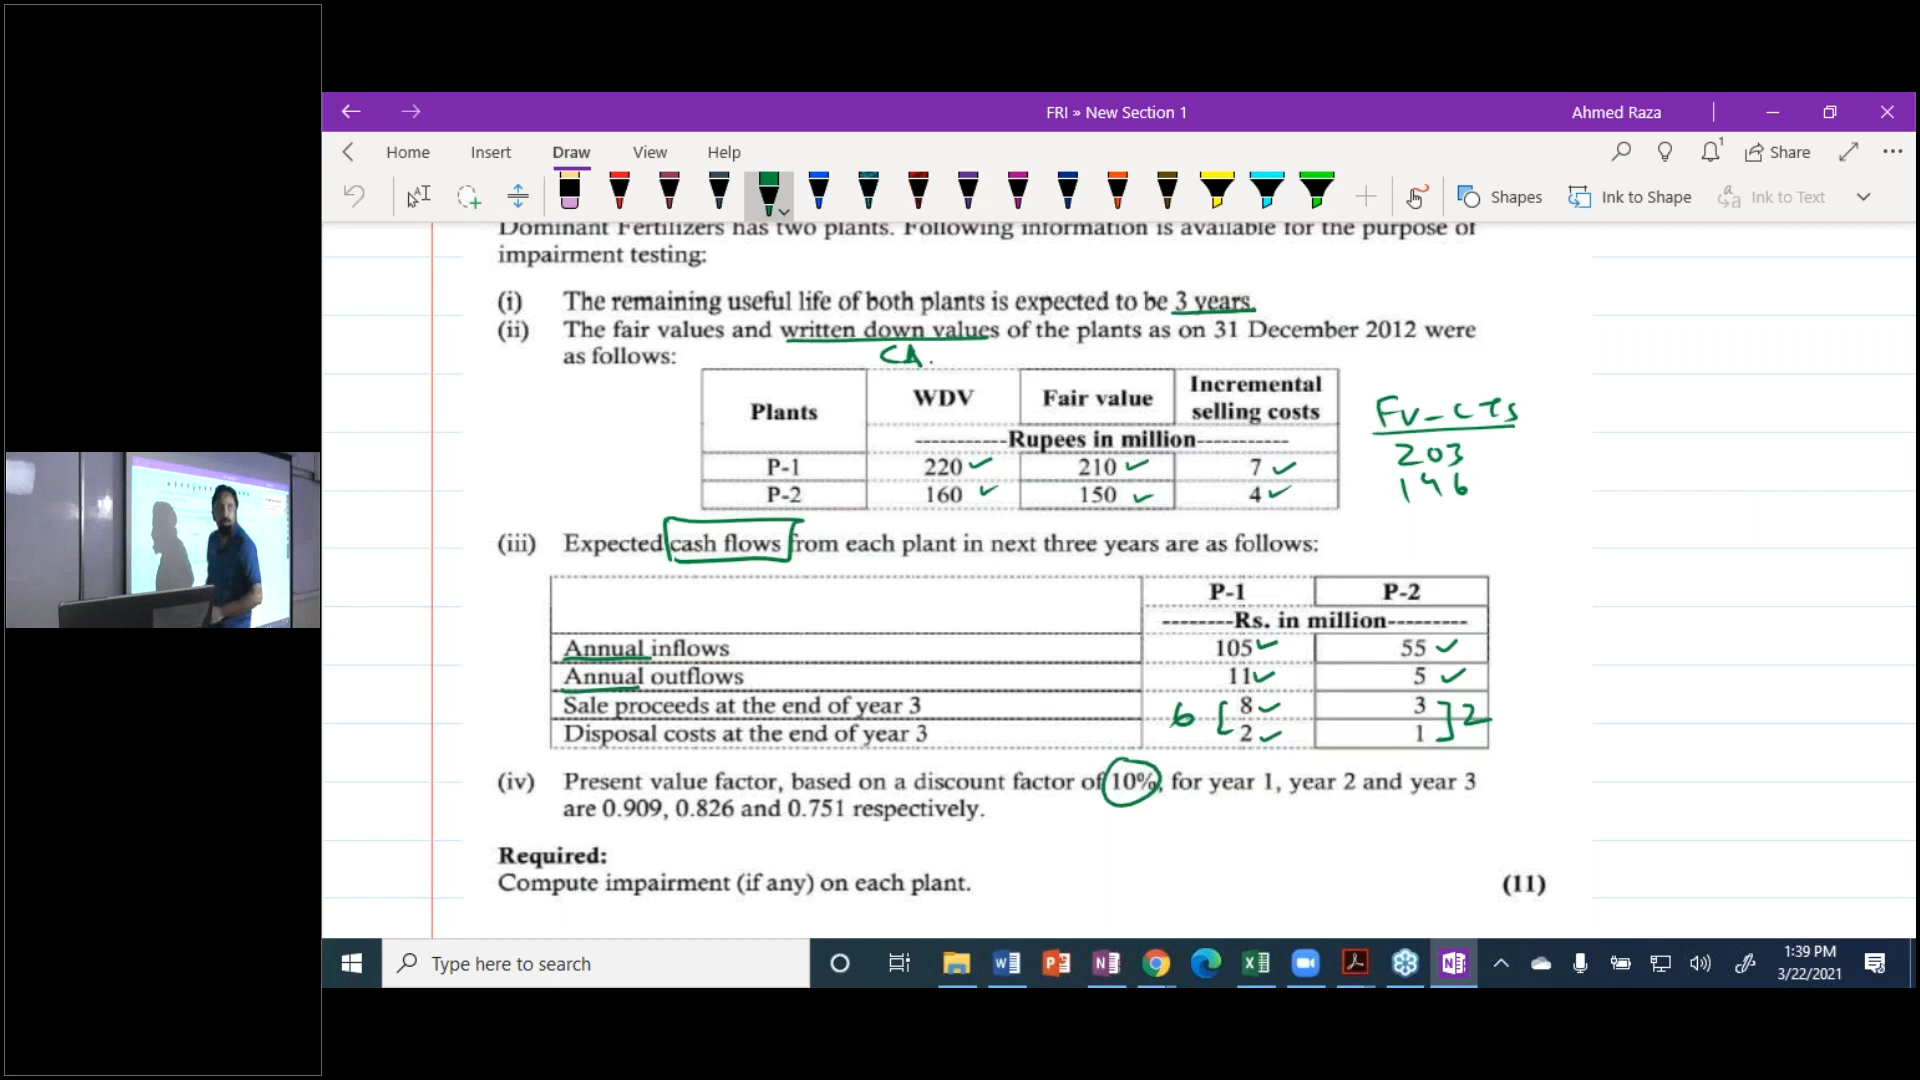 FRI » New Section 1
Ahmed Raza
Home Insert Draw View Help
Share
Shapes Ink to Shape Ink to Text
Dominant Fertilizers has two plants. Following information is available for the purpose of
impairment testing:
(i) The remaining useful life of both plants is expected to be 3 years.
(ii) The fair values and written down values of the plants as on 31 December 2012 were
as follows:
CA.
Plants WDV Fair value Incremental
selling costs
-----------Rupees in million-----------
P-1 220 210 7
P-2 160 150 4
FV-CTS
203
146
(iii) Expected cash flows from each plant in next three years are as follows:
P-1 P-2
--------Rs. in million---------
Annual inflows 105 55
Annual outflows 11 5
Sale proceeds at the end of year 3 8 3
6 2
Disposal costs at the end of year 3 2 1
(iv) Present value factor, based on a discount factor of 10%, for year 1, year 2 and year 3
are 0.909, 0.826 and 0.751 respectively.
Required:
Compute impairment (if any) on each plant. (11)
Type here to search
1:39 PM
3/22/2021